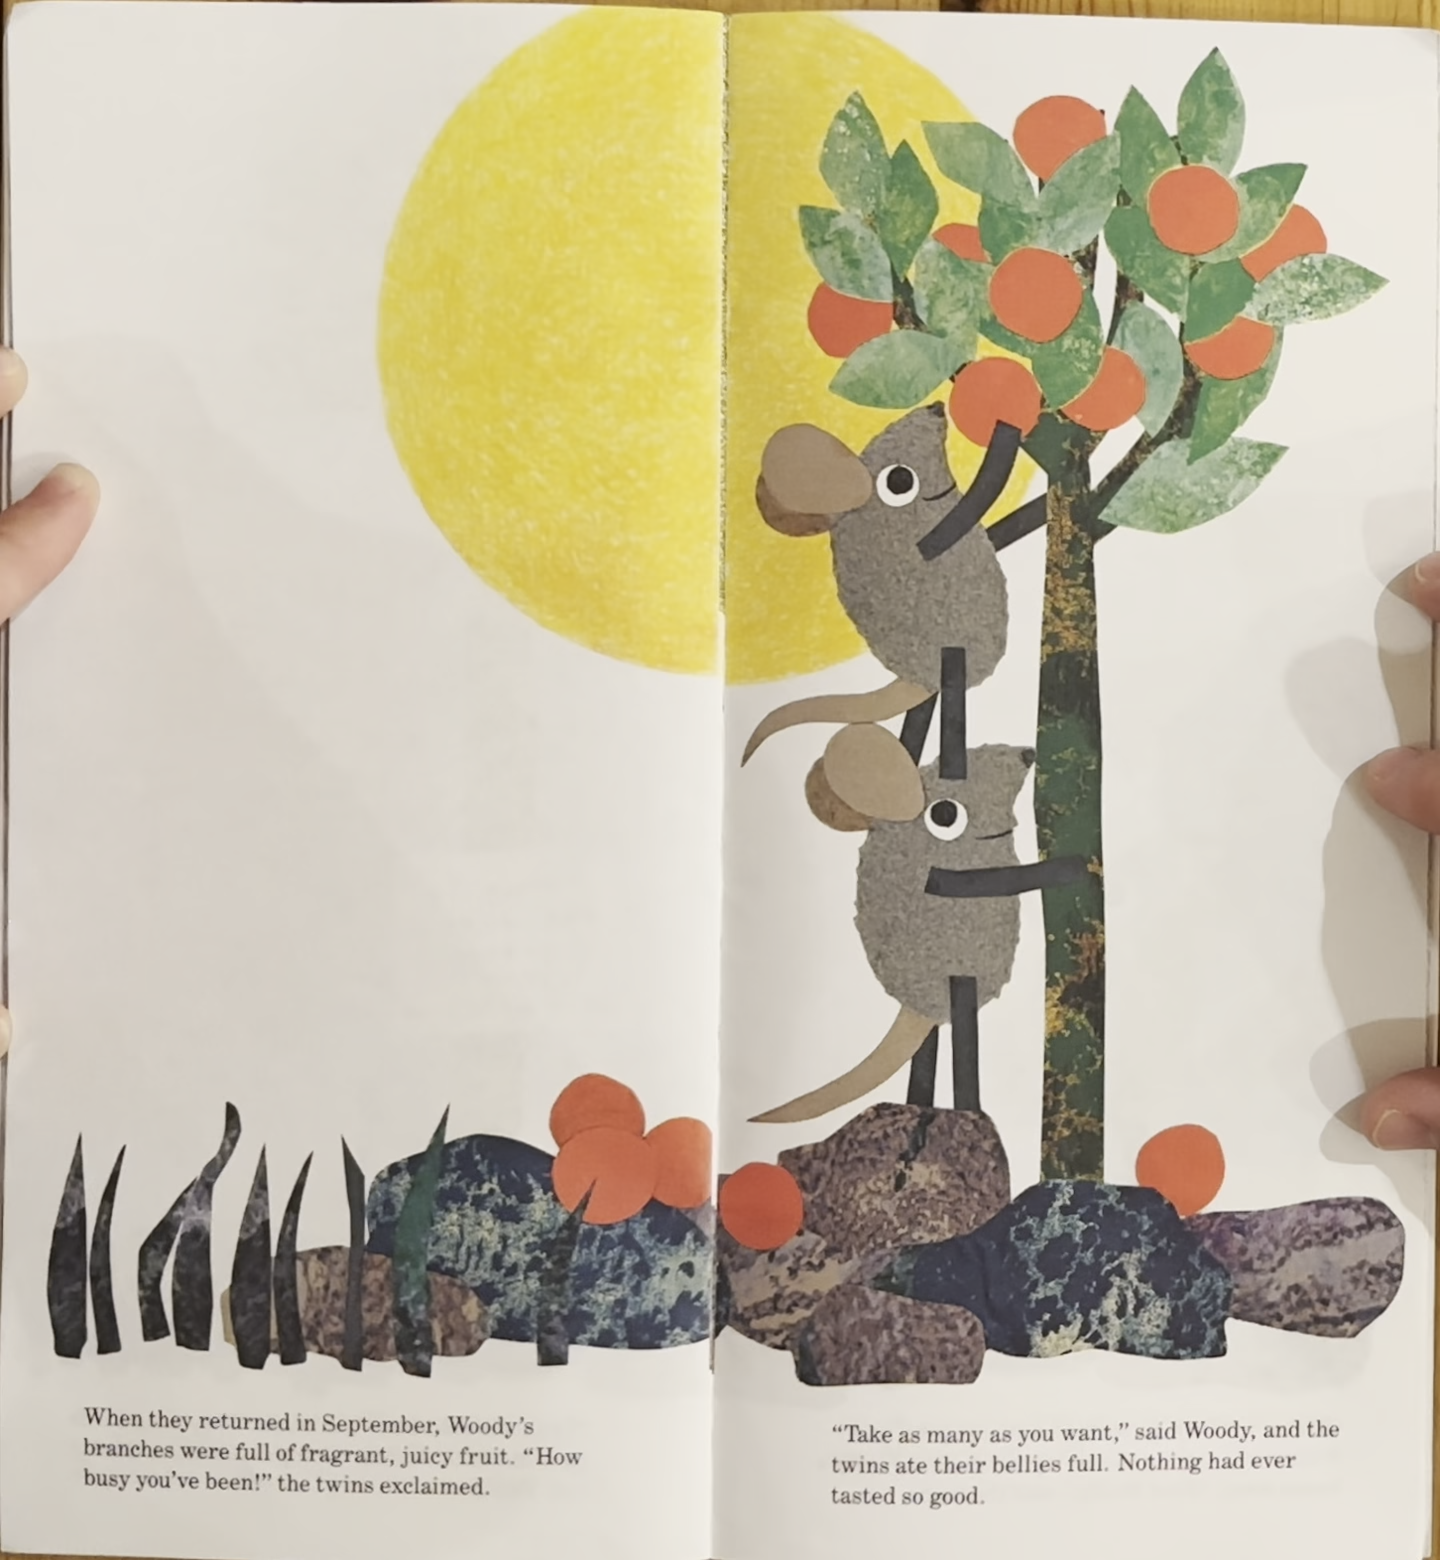 When they returned in September, Woody's
branches were full of fragrant, juicy fruit. “How
busy you've been!” the twins exclaimed.
“Take as many as you want,” said Woody, and the
twins ate their bellies full. Nothing had ever
tasted so good.